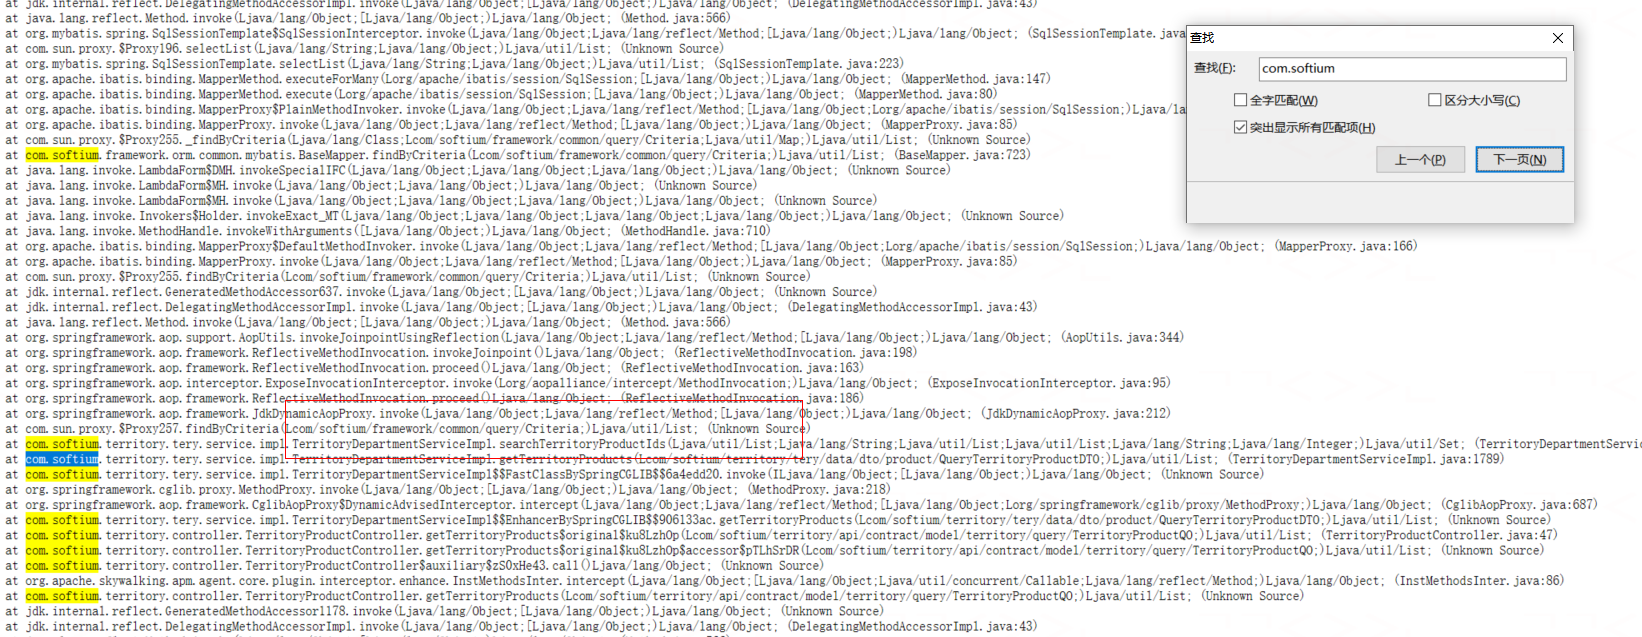 at jdk.internal.reflect.DelegatingMethodAccessorImpl.invoke(Ljava/lang/Object;[Ljava/lang/Object;)Ljava/lang/Object; (DelegatingMethodAccessorImpl.java:43)
at java.lang.reflect.Method.invoke(Ljava/lang/Object;[Ljava/lang/Object;)Ljava/lang/Object; (Method.java:566)
at org.mybatis.spring.SqlSessionTemplate$SqlSessionInterceptor.invoke(Ljava/lang/Object;Ljava/lang/reflect/Method;[Ljava/lang/Object;)Ljava/lang/Object; (SqlSessionTemplate.java
at com.sun.proxy.$Proxy196.selectList(Ljava/lang/String;Ljava/lang/Object;)Ljava/util/List; (Unknown Source)
at org.mybatis.spring.SqlSessionTemplate.selectList(Ljava/lang/String;Ljava/lang/Object;)Ljava/util/List; (SqlSessionTemplate.java:223)
at org.apache.ibatis.binding.MapperMethod.executeForMany(Lorg/apache/ibatis/session/SqlSession;[Ljava/lang/Object;)Ljava/lang/Object; (MapperMethod.java:147)
at org.apache.ibatis.binding.MapperMethod.execute(Lorg/apache/ibatis/session/SqlSession;[Ljava/lang/Object;)Ljava/lang/Object; (MapperMethod.java:80)
at org.apache.ibatis.binding.MapperProxy$PlainMethodInvoker.invoke(Ljava/lang/Object;Ljava/lang/reflect/Method;[Ljava/lang/Object;Lorg/apache/ibatis/session/SqlSession;)Ljava/la
at org.apache.ibatis.binding.MapperProxy.invoke(Ljava/lang/Object;Ljava/lang/reflect/Method;[Ljava/lang/Object;)Ljava/lang/Object; (MapperProxy.java:85)
at com.sun.proxy.$Proxy255._findByCriteria(Ljava/lang/Class;Lcom/softium/framework/common/query/Criteria;Ljava/util/Map;)Ljava/util/List; (Unknown Source)
at com.softium.framework.orm.common.mybatis.BaseMapper.findByCriteria(Lcom/softium/framework/common/query/Criteria;)Ljava/util/List; (BaseMapper.java:723)
at java.lang.invoke.LambdaForm$DMH.invokeSpecialIFC(Ljava/lang/Object;Ljava/lang/Object;Ljava/lang/Object;)Ljava/lang/Object; (Unknown Source)
at java.lang.invoke.LambdaForm$MH.invoke(Ljava/lang/Object;Ljava/lang/Object;)Ljava/lang/Object; (Unknown Source)
at java.lang.invoke.LambdaForm$MH.invoke(Ljava/lang/Object;Ljava/lang/Object;Ljava/lang/Object;)Ljava/lang/Object; (Unknown Source)
at java.lang.invoke.Invokers$Holder.invokeExact_MT(Ljava/lang/Object;Ljava/lang/Object;Ljava/lang/Object;Ljava/lang/Object;)Ljava/lang/Object; (Unknown Source)
at java.lang.invoke.MethodHandle.invokeWithArguments([Ljava/lang/Object;)Ljava/lang/Object; (MethodHandle.java:710)
at org.apache.ibatis.binding.MapperProxy$DefaultMethodInvoker.invoke(Ljava/lang/Object;Ljava/lang/reflect/Method;[Ljava/lang/Object;Lorg/apache/ibatis/session/SqlSession;)Ljava/lang/Object; (MapperProxy.java:166)
at org.apache.ibatis.binding.MapperProxy.invoke(Ljava/lang/Object;Ljava/lang/reflect/Method;[Ljava/lang/Object;)Ljava/lang/Object; (MapperProxy.java:85)
at com.sun.proxy.$Proxy255.findByCriteria(Lcom/softium/framework/common/query/Criteria;)Ljava/util/List; (Unknown Source)
at jdk.internal.reflect.GeneratedMethodAccessor637.invoke(Ljava/lang/Object;[Ljava/lang/Object;)Ljava/lang/Object; (Unknown Source)
at jdk.internal.reflect.DelegatingMethodAccessorImpl.invoke(Ljava/lang/Object;[Ljava/lang/Object;)Ljava/lang/Object; (DelegatingMethodAccessorImpl.java:43)
at java.lang.reflect.Method.invoke(Ljava/lang/Object;[Ljava/lang/Object;)Ljava/lang/Object; (Method.java:566)
at org.springframework.aop.support.AopUtils.invokeJoinpointUsingReflection(Ljava/lang/Object;Ljava/lang/reflect/Method;[Ljava/lang/Object;)Ljava/lang/Object; (AopUtils.java:344)
at org.springframework.aop.framework.ReflectiveMethodInvocation.invokeJoinpoint()Ljava/lang/Object; (ReflectiveMethodInvocation.java:198)
at org.springframework.aop.framework.ReflectiveMethodInvocation.proceed()Ljava/lang/Object; (ReflectiveMethodInvocation.java:163)
at org.springframework.aop.interceptor.ExposeInvocationInterceptor.invoke(Lorg/aopalliance/intercept/MethodInvocation;)Ljava/lang/Object; (ExposeInvocationInterceptor.java:95)
at org.springframework.aop.framework.ReflectiveMethodInvocation.proceed()Ljava/lang/Object; (ReflectiveMethodInvocation.java:186)
at org.springframework.aop.framework.JdkDynamicAopProxy.invoke(Ljava/lang/Object;Ljava/lang/reflect/Method;[Ljava/lang/Object;)Ljava/lang/Object; (JdkDynamicAopProxy.java:212)
at com.sun.proxy.$Proxy257.findByCriteria(Lcom/softium/framework/common/query/Criteria;)Ljava/util/List; (Unknown Source)
at com.softium.territory.tery.service.impl.TerritoryDepartmentServiceImpl.searchTerritoryProductIds(Ljava/util/List;Ljava/lang/String;Ljava/util/List;Ljava/util/List;Ljava/lang/String;Ljava/lang/Integer;)Ljava/util/Set; (TerritoryDepartmentServic
at com.softium.territory.tery.service.impl.TerritoryDepartmentServiceImpl.getTerritoryProducts(Lcom/softium/territory/tery/data/dto/product/QueryTerritoryProductDTO;)Ljava/util/List; (TerritoryDepartmentServiceImpl.java:1789)
at com.softium.territory.tery.service.impl.TerritoryDepartmentServiceImpl$$FastClassBySpringCGLIB$$6a4edd20.invoke(ILjava/lang/Object;[Ljava/lang/Object;)Ljava/lang/Object; (Unknown Source)
at org.springframework.cglib.proxy.MethodProxy.invoke(Ljava/lang/Object;[Ljava/lang/Object;)Ljava/lang/Object; (MethodProxy.java:218)
at org.springframework.aop.framework.CglibAopProxy$DynamicAdvisedInterceptor.intercept(Ljava/lang/Object;Ljava/lang/reflect/Method;[Ljava/lang/Object;Lorg/springframework/cglib/proxy/MethodProxy;)Ljava/lang/Object; (CglibAopProxy.java:687)
at com.softium.territory.tery.service.impl.TerritoryDepartmentServiceImpl$$EnhancerBySpringCGLIB$$906133ac.getTerritoryProducts(Lcom/softium/territory/tery/data/dto/product/QueryTerritoryProductDTO;)Ljava/util/List; (Unknown Source)
at com.softium.territory.controller.TerritoryProductController.getTerritoryProducts$original$ku8LzhOp(Lcom/softium/territory/api/contract/model/territory/query/TerritoryProductQO;)Ljava/util/List; (TerritoryProductController.java:47)
at com.softium.territory.controller.TerritoryProductController.getTerritoryProducts$original$ku8LzhOp$accessor$pTLhSrDR(Lcom/softium/territory/api/contract/model/territory/query/TerritoryProductQO;)Ljava/util/List; (Unknown Source)
at com.softium.territory.controller.TerritoryProductController$auxiliary$zSOxHe43.call()Ljava/lang/Object; (Unknown Source)
at org.apache.skywalking.apm.agent.core.plugin.interceptor.enhance.InstMethodsInter.intercept(Ljava/lang/Object;[Ljava/lang/Object;Ljava/util/concurrent/Callable;Ljava/lang/reflect/Method;)Ljava/lang/Object; (InstMethodsInter.java:86)
at com.softium.territory.controller.TerritoryProductController.getTerritoryProducts(Lcom/softium/territory/api/contract/model/territory/query/TerritoryProductQO;)Ljava/util/List; (Unknown Source)
at jdk.internal.reflect.GeneratedMethodAccessor1178.invoke(Ljava/lang/Object;[Ljava/lang/Object;)Ljava/lang/Object; (Unknown Source)
at jdk.internal.reflect.DelegatingMethodAccessorImpl.invoke(Ljava/lang/Object;[Ljava/lang/Object;)Ljava/lang/Object; (DelegatingMethodAccessorImpl.java:43)
查找
查找(F): com.softium
全字匹配(W) 区分大小写(C)
突出显示所有匹配项(H)
上一个(P) 下一页(N)